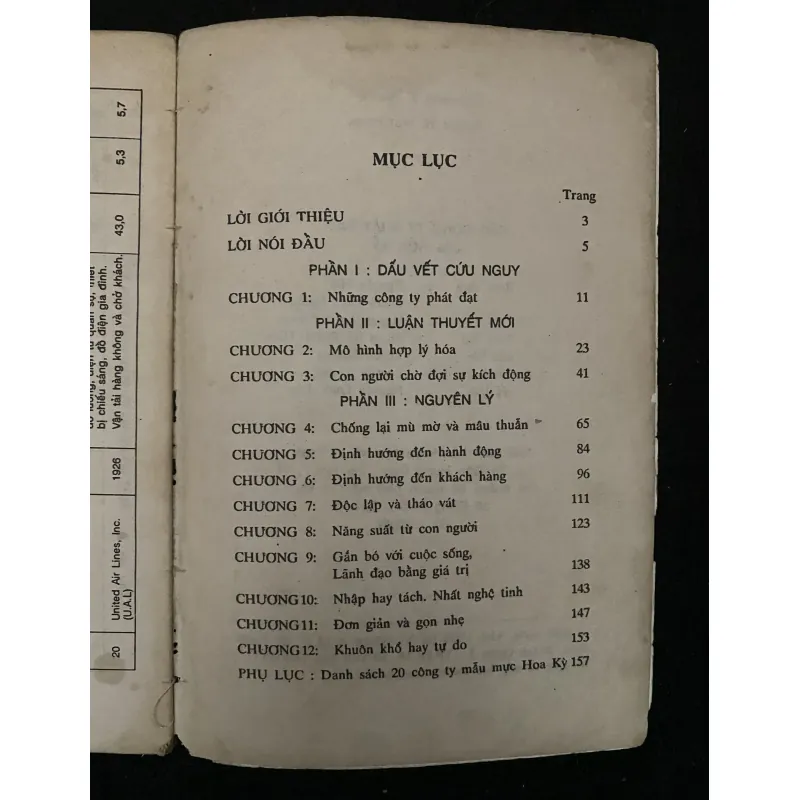 5,7
5,3
43,0
bị chiếu sáng, đồ điện gia đình.
Vận tải hàng không và chở khách.
1926
United Air Lines, Inc.
(U.A.L)
20
MỤC LỤC
Trang
LỜI GIỚI THIỆU 3
LỜI NÓI ĐẦU 5
PHẦN I : DẤU VẾT CỨU NGUY
CHƯƠNG 1: Những công ty phát đạt 11
PHẦN II : LUẬN THUYẾT MỚI
CHƯƠNG 2: Mô hình hợp lý hóa 23
CHƯƠNG 3: Con người chờ đợi sự kích động 41
PHẦN III : NGUYÊN LÝ
CHƯƠNG 4: Chống lại mù mờ và mâu thuẫn 65
CHƯƠNG 5: Định hướng đến hành động 84
CHƯƠNG 6: Định hướng đến khách hàng 96
CHƯƠNG 7: Độc lập và tháo vát 111
CHƯƠNG 8: Năng suất từ con người 123
CHƯƠNG 9: Gắn bó với cuộc sống,
Lãnh đạo bằng giá trị 138
CHƯƠNG 10: Nhập hay tách. Nhất nghệ tinh 143
CHƯƠNG 11: Đơn giản và gọn nhẹ 147
CHƯƠNG 12: Khuôn khổ hay tự do 153
PHỤ LỤC : Danh sách 20 công ty mẫu mực Hoa Kỳ 157